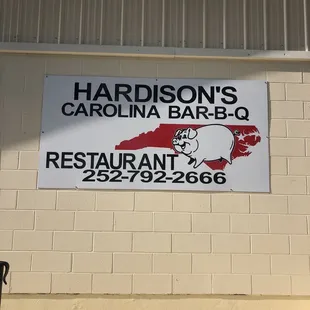 HARDISON'S
CAROLINA BAR-B-Q
RESTAURANT
252-792-2666